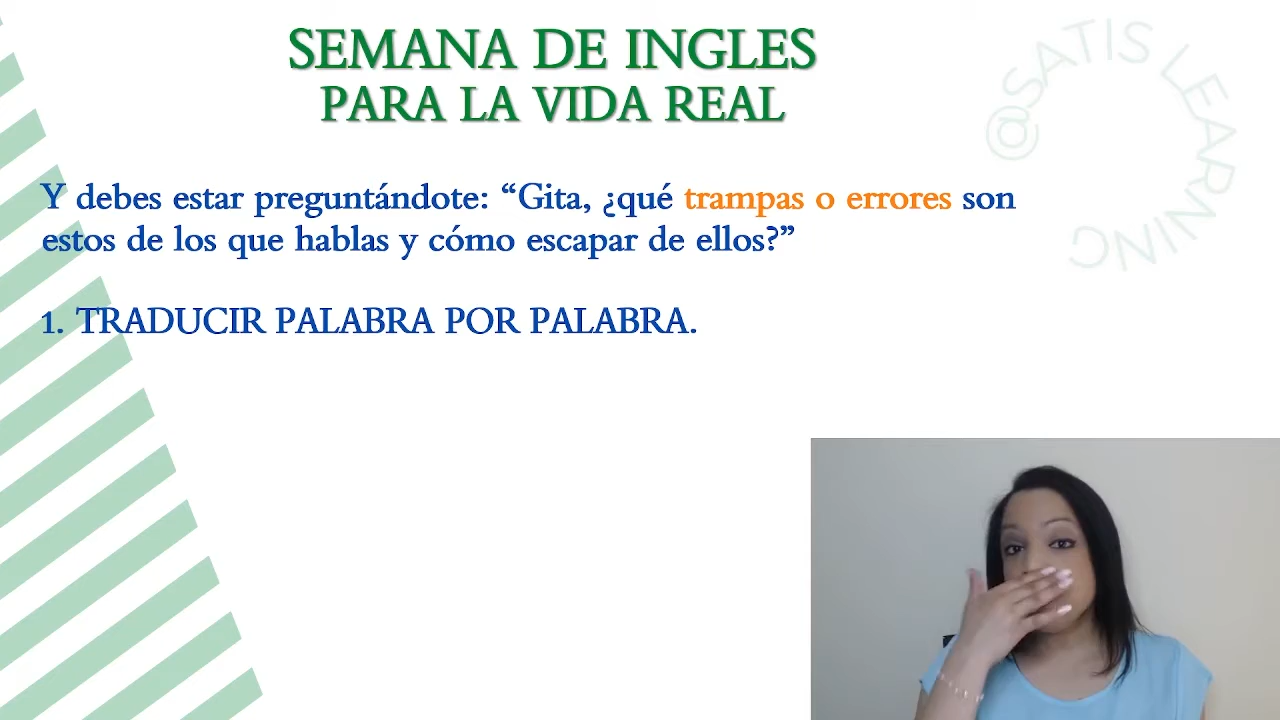 SEMANA DE INGLES
PARA LA VIDA REAL
@SATIS LEARNING
Y debes estar preguntándote: “Gita, ¿qué trampas o errores son
estos de los que hablas y cómo escapar de ellos?”
1. TRADUCIR PALABRA POR PALABRA.